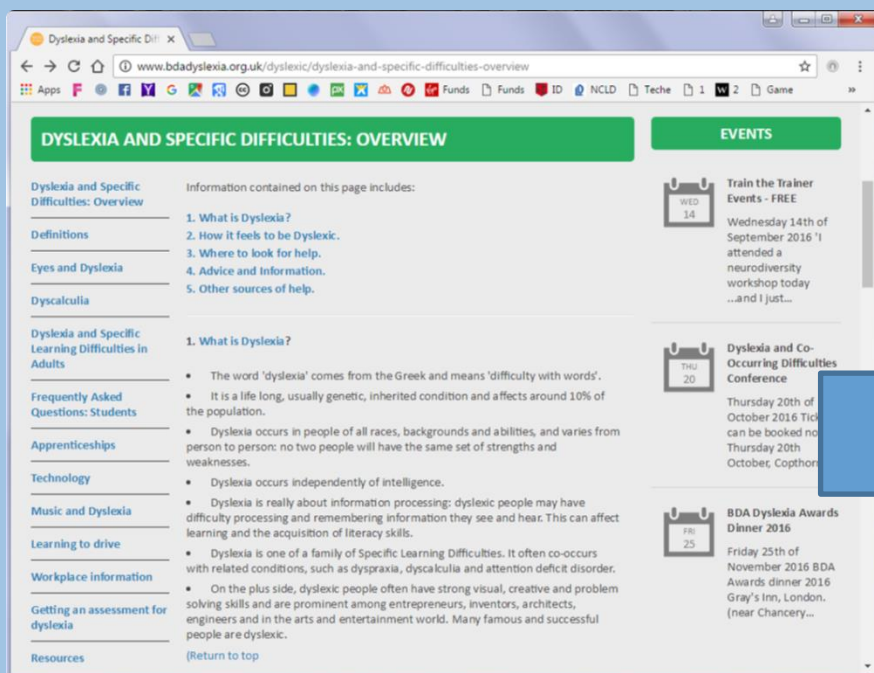 Dyslexia and Specific Dif
www.bdadyslexia.org.uk/dyslexic/dyslexia-and-specific-difficulties-overview
Apps
Funds
Funds
ID
NCLD
Teche
1
2
Game
DYSLEXIA AND SPECIFIC DIFFICULTIES: OVERVIEW
Dyslexia and Specific
Difficulties: Overview
Definitions
Eyes and Dyslexia
Dyscalculia
Dyslexia and Specific
Learning Difficulties in
Adults
Frequently Asked
Questions: Students
Apprenticeships
Technology
Music and Dyslexia
Learning to drive
Workplace information
Getting an assessment for
dyslexia
Resources
Information contained on this page includes:
1. What is Dyslexia?
2. How it feels to be Dyslexic.
3. Where to look for help.
4. Advice and Information.
5. Other sources of help.
1. What is Dyslexia?
• The word 'dyslexia' comes from the Greek and means 'difficulty with words'.
• It is a life long, usually genetic, inherited condition and affects around 10% of
the population.
• Dyslexia occurs in people of all races, backgrounds and abilities, and varies from
person to person: no two people will have the same set of strengths and
weaknesses.
• Dyslexia occurs independently of intelligence.
• Dyslexia is really about information processing: dyslexic people may have
difficulty processing and remembering information they see and hear. This can affect
learning and the acquisition of literacy skills.
• Dyslexia is one of a family of Specific Learning Difficulties. It often co-occurs
with related conditions, such as dyspraxia, dyscalculia and attention deficit disorder.
• On the plus side, dyslexic people often have strong visual, creative and problem
solving skills and are prominent among entrepreneurs, inventors, architects,
engineers and in the arts and entertainment world. Many famous and successful
people are dyslexic.
(Return to top
EVENTS
WED
14
Train the Trainer
Events - FREE
Wednesday 14th of
September 2016 'I
attended a
neurodiversity
workshop today
...and I just...
THU
20
Dyslexia and Co-
Occurring Difficulties
Conference
Thursday 20th of
October 2016
can be booked
Thursday 20th
October,
FRI
25
BDA Dyslexia Awards
Dinner 2016
Friday 25th of
November 2016 BDA
Awards dinner 2016
Gray's Inn, London.
(near Chancery...